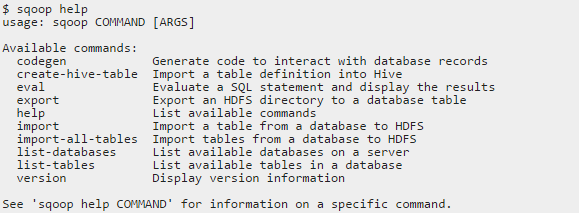 $ sqoop help
usage: sqoop COMMAND [ARGS]

Available commands:
  codegen            Generate code to interact with database records
  create-hive-table  Import a table definition into Hive
  eval               Evaluate a SQL statement and display the results
  export             Export an HDFS directory to a database table
  help               List available commands
  import             Import a table from a database to HDFS
  import-all-tables  Import tables from a database to HDFS
  list-databases     List available databases on a server
  list-tables        List available tables in a database
  version            Display version information

See 'sqoop help COMMAND' for information on a specific command.